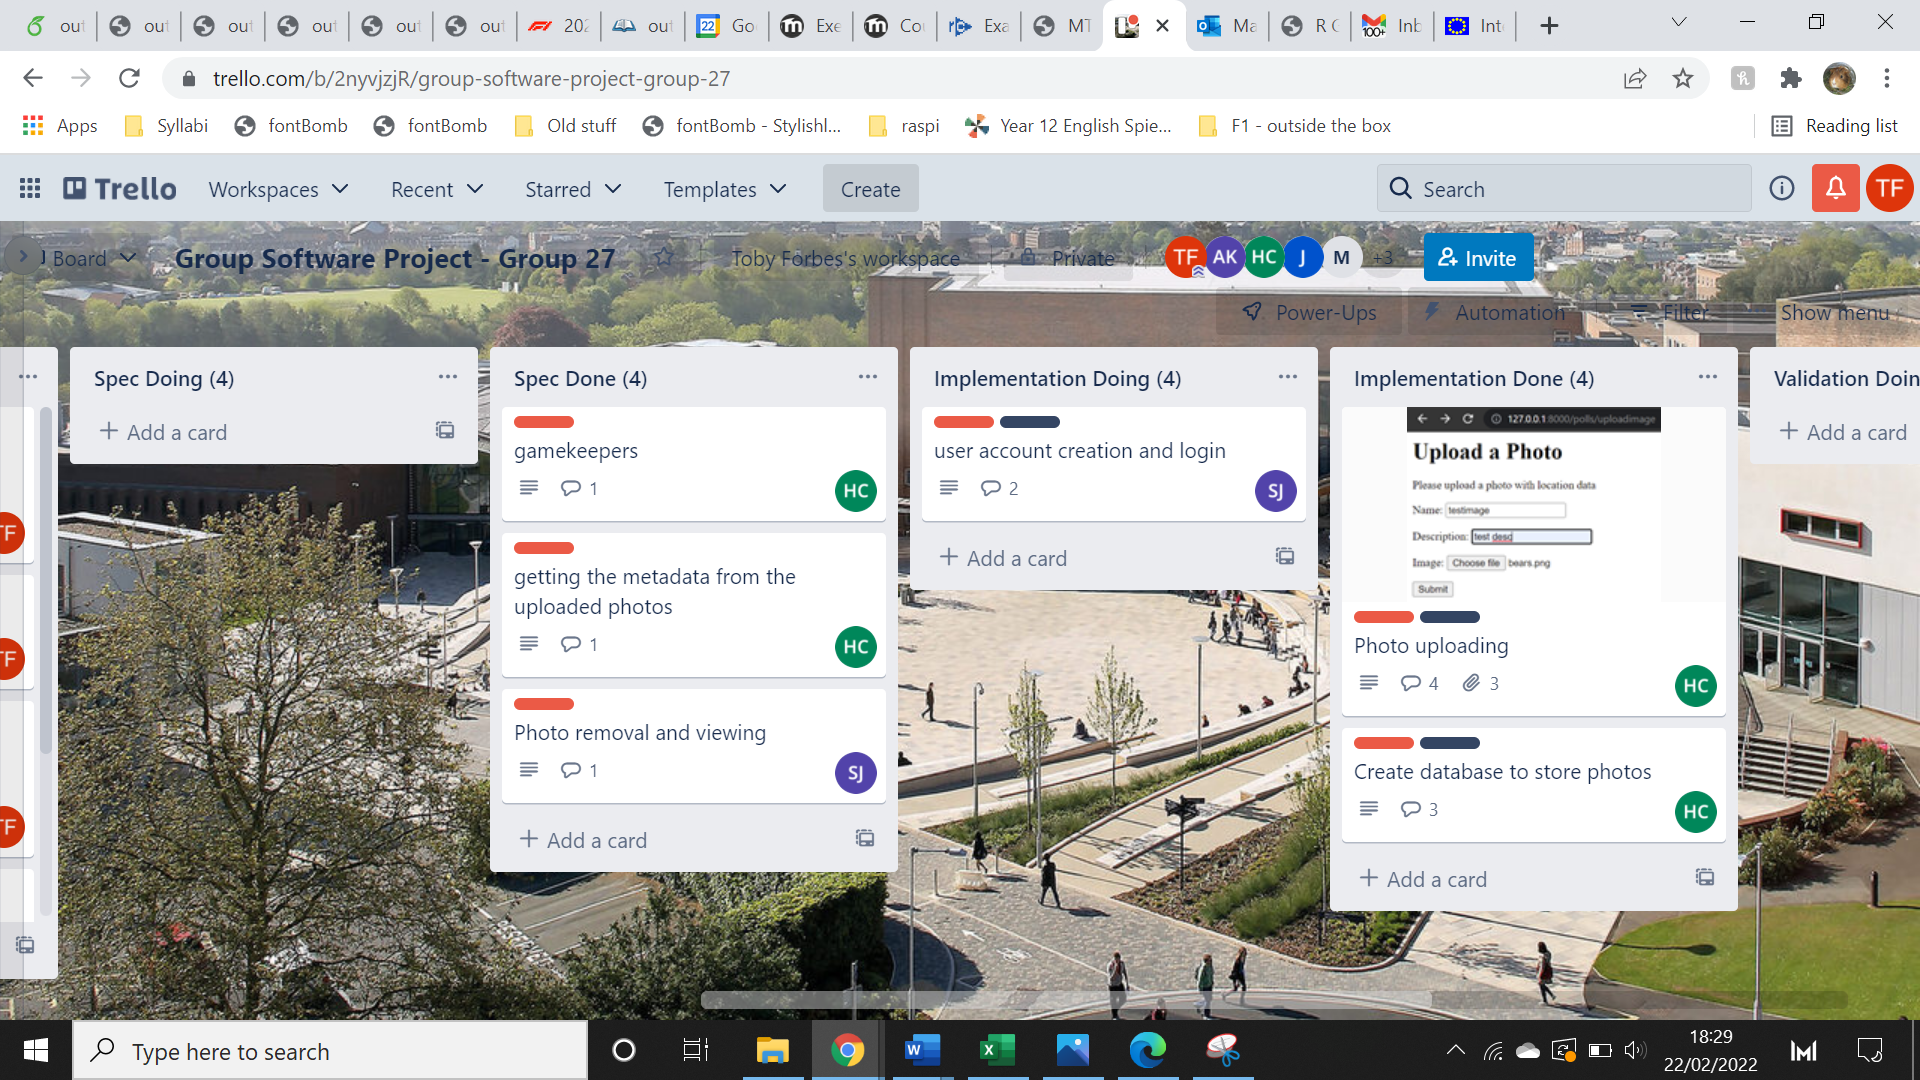 out
out
out
out
out
202
out
Goo
Exe
Cou
Exa
MT
Ma
R G
Inb
Inte
trello.com/b/2nyvjzjR/group-software-project-group-27
Apps
Syllabi
fontBomb
fontBomb
Old stuff
fontBomb - Stylishl...
raspi
Year 12 English Spie...
F1 - outside the box
Reading list
Trello
Workspaces
Recent
Starred
Templates
Create
Search
TF
Board
Group Software Project - Group 27
Toby Forbes's workspace
Private
TF
AK
HC
J
M
+3
Invite
Power-Ups
Automation
Filter
Show menu
Spec Doing (4)
Add a card
Spec Done (4)
gamekeepers
1
HC
getting the metadata from the
uploaded photos
1
HC
Photo removal and viewing
1
SJ
Add a card
Implementation Doing (4)
user account creation and login
2
SJ
Add a card
Implementation Done (4)
127.0.0.1:8000/polls/uploadimage
Upload a Photo
Please upload a photo with location data
Name: testimage
Description: test desc
Image: Choose file bears.png
Submit
Photo uploading
4
3
HC
Create database to store photos
3
HC
Add a card
Validation Doin
Add a card
TF
TF
TF
Type here to search
18:29
22/02/2022